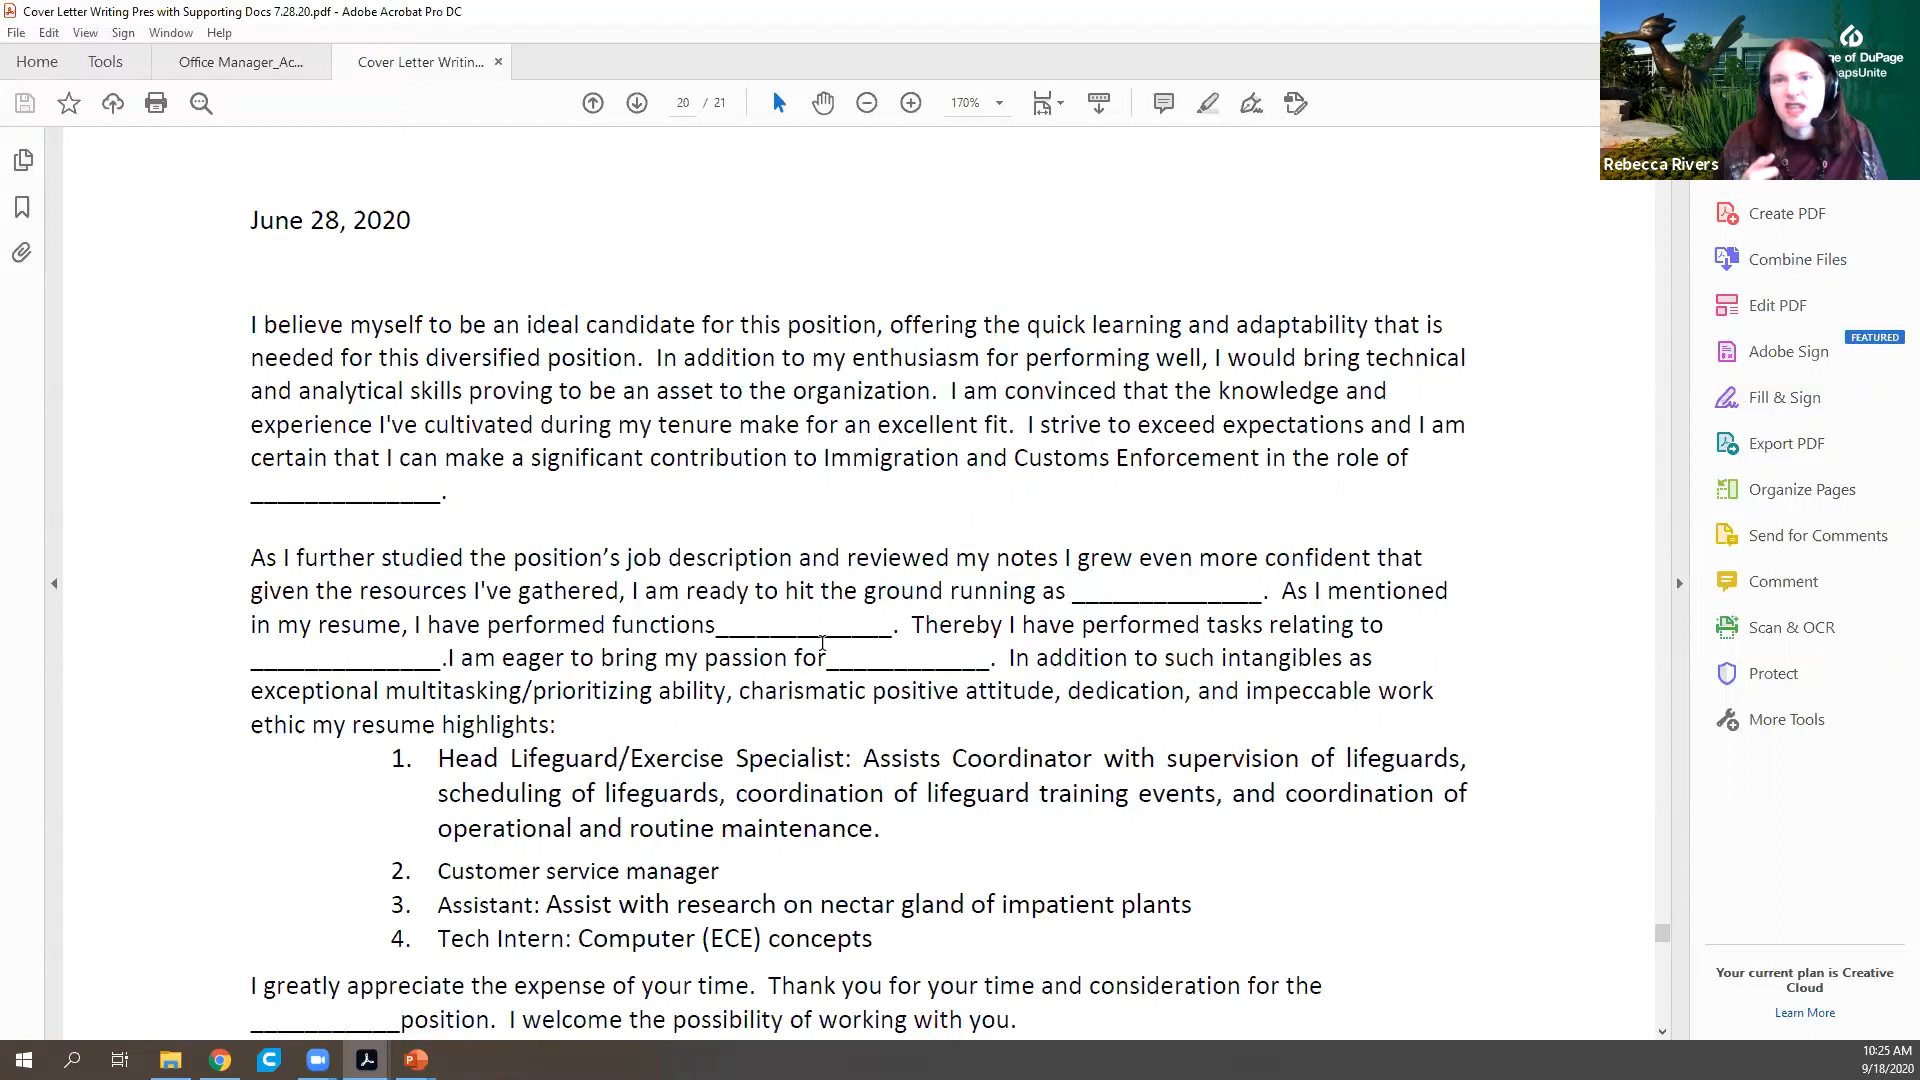 Cover Letter Writing Pres with Supporting Docs 7.28.20.pdf - Adobe Acrobat Pro DC
File Edit View Sign Window Help
Home Tools Office Manager_Ac... Cover Letter Writin... ×
20 / 21 170%
ge of DuPage
apsUnite
Rebecca Rivers
June 28, 2020
I believe myself to be an ideal candidate for this position, offering the quick learning and adaptability that is
needed for this diversified position. In addition to my enthusiasm for performing well, I would bring technical
and analytical skills proving to be an asset to the organization. I am convinced that the knowledge and
experience I've cultivated during my tenure make for an excellent fit. I strive to exceed expectations and I am
certain that I can make a significant contribution to Immigration and Customs Enforcement in the role of
______________.
As I further studied the position’s job description and reviewed my notes I grew even more confident that
given the resources I've gathered, I am ready to hit the ground running as ______________. As I mentioned
in my resume, I have performed functions_____________. Thereby I have performed tasks relating to
______________.I am eager to bring my passion for____________. In addition to such intangibles as
exceptional multitasking/prioritizing ability, charismatic positive attitude, dedication, and impeccable work
ethic my resume highlights:
1. Head Lifeguard/Exercise Specialist: Assists Coordinator with supervision of lifeguards,
scheduling of lifeguards, coordination of lifeguard training events, and coordination of
operational and routine maintenance.
2. Customer service manager
3. Assistant: Assist with research on nectar gland of impatient plants
4. Tech Intern: Computer (ECE) concepts
I greatly appreciate the expense of your time. Thank you for your time and consideration for the
___________position. I welcome the possibility of working with you.
Create PDF
Combine Files
Edit PDF
FEATURED
Adobe Sign
Fill & Sign
Export PDF
Organize Pages
Send for Comments
Comment
Scan & OCR
Protect
More Tools
Your current plan is Creative
Cloud
Learn More
10:25 AM
9/18/2020